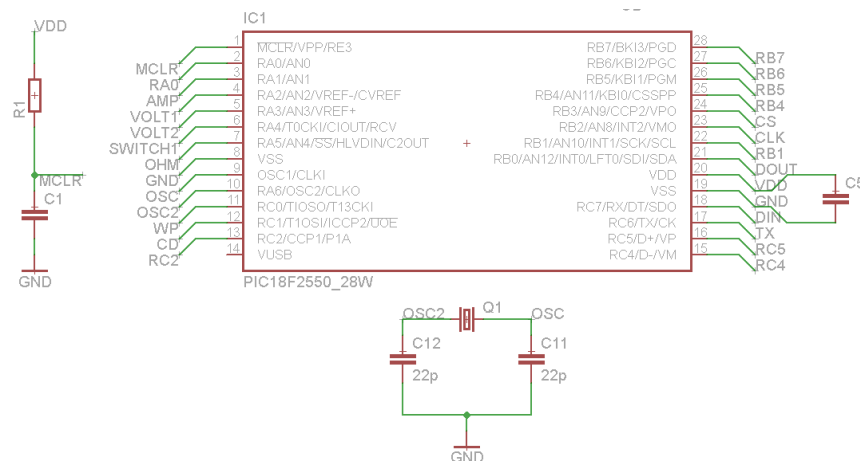 IC1
VDD
R1
MCLR
C1
GND
1 MCLR/VPP/RE3
2 RA0/AN0
3 RA1/AN1
4 RA2/AN2/VREF-/CVREF
5 RA3/AN3/VREF+
6 RA4/T0CKI/CIOUT/RCV
7 RA5/AN4/SS/HLVDIN/C2OUT
8 VSS
9 OSC1/CLKI
10 RA6/OSC2/CLKO
11 RC0/TIOSO/T13CKI
12 RC1/T1OSI/ICCP2/UOE
13 RC2/CCP1/P1A
14 VUSB
MCLR
RA0
AMP
VOLT1
VOLT2
SWITCH1
OHM
GND
OSC
OSC2
WP
CD
RC2
RB7/BKI3/PGD 28
RB6/KBI2/PGC 27
RB5/KBI1/PGM 26
RB4/AN11/KBI0/CSSPP 25
RB3/AN9/CCP2/VPO 24
RB2/AN8/INT2/VMO 23
RB1/AN10/INT1/SCK/SCL 22
RB0/AN12/INT0/LFT0/SDI/SDA 21
VDD 20
VSS 19
RC7/RX/DT/SDO 18
RC6/TX/CK 17
RC5/D+/VP 16
RC4/D-/VM 15
RB7
RB6
RB5
RB4
CS
CLK
RB1
DOUT
VDD
GND
DIN
TX
RC5
RC4
PIC18F2550_28W
OSC2 Q1 OSC
C12 C11
22p 22p
GND